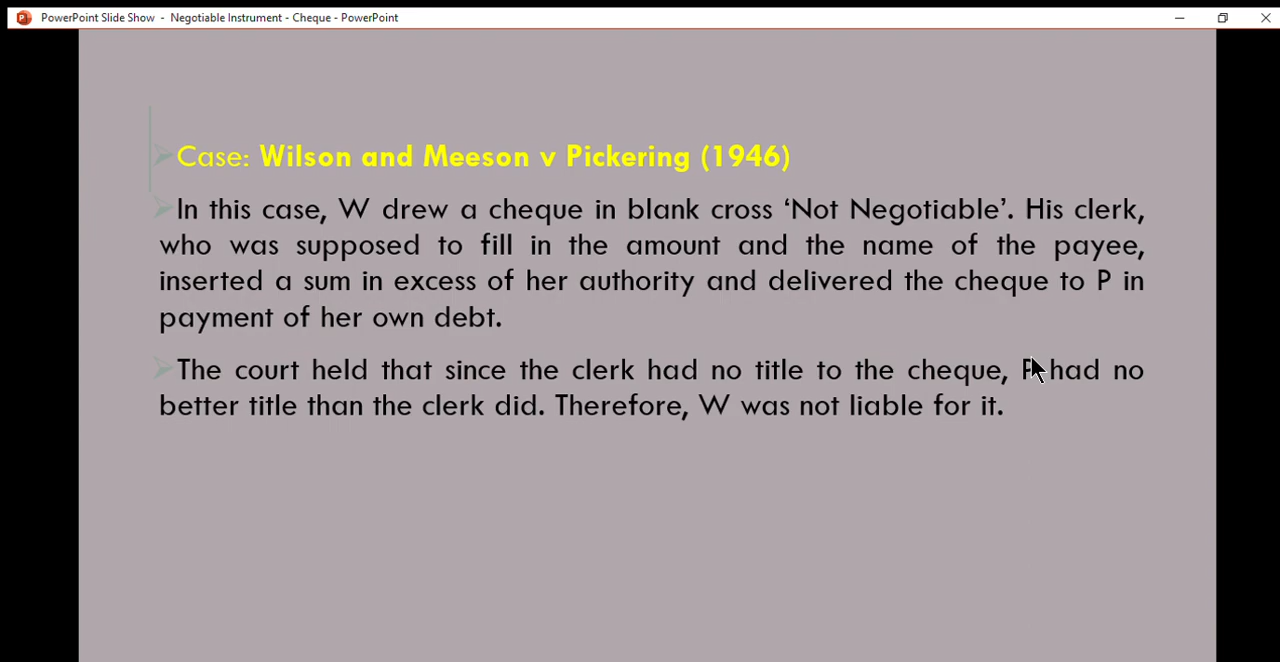 PowerPoint Slide Show - Negotiable Instrument - Cheque - PowerPoint
Case: Wilson and Meeson v Pickering (1946)
In this case, W drew a cheque in blank cross ‘Not Negotiable’. His clerk,
who was supposed to fill in the amount and the name of the payee,
inserted a sum in excess of her authority and delivered the cheque to P in
payment of her own debt.
The court held that since the clerk had no title to the cheque, P had no
better title than the clerk did. Therefore, W was not liable for it.